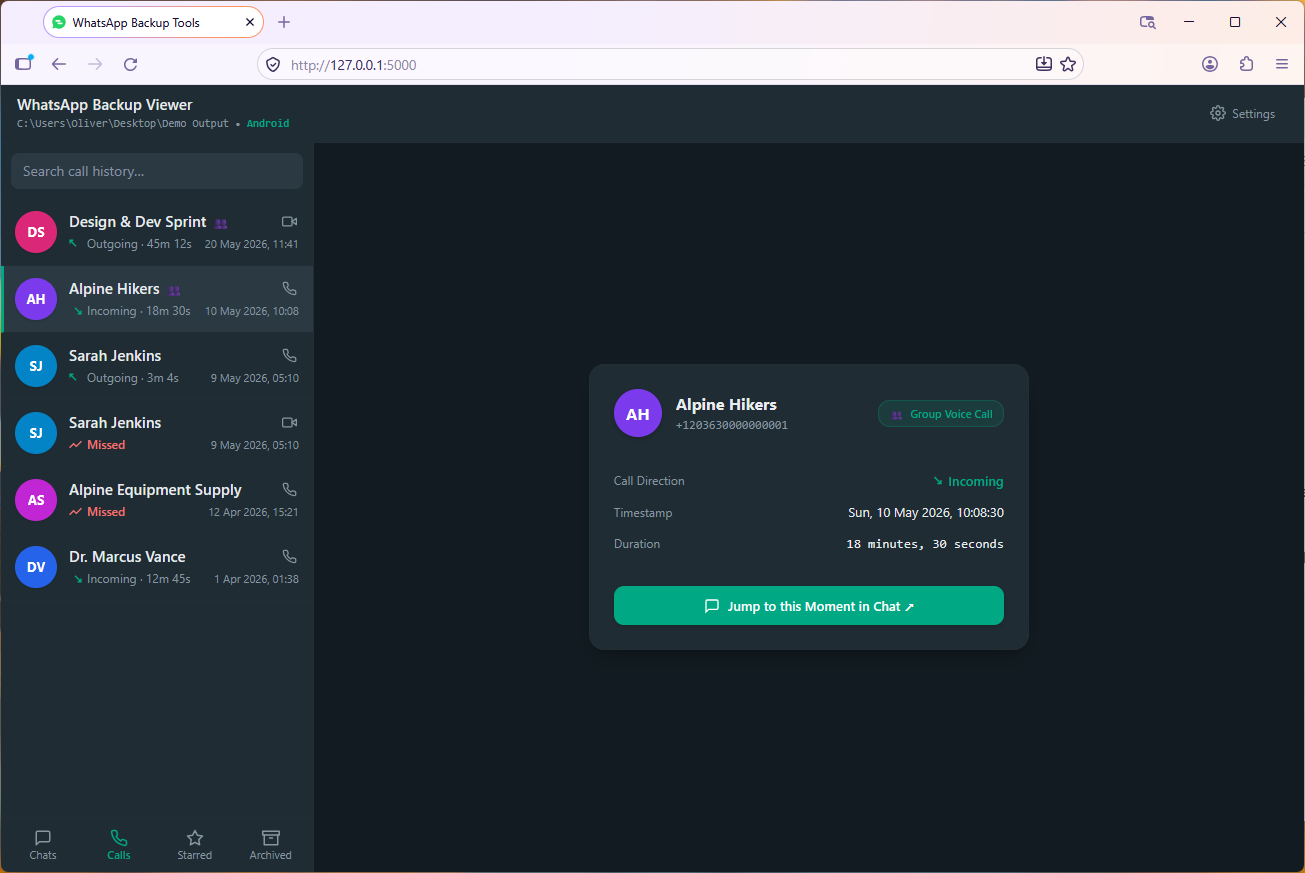 WhatsApp Backup Tools
http://127.0.0.1:5000
WhatsApp Backup Viewer
C:\Users\Oliver\Desktop\Demo Output • Android
Settings
Search call history...
DS
Design & Dev Sprint
Outgoing · 45m 12s
20 May 2026, 11:41
AH
Alpine Hikers
Incoming · 18m 30s
10 May 2026, 10:08
SJ
Sarah Jenkins
Outgoing · 3m 4s
9 May 2026, 05:10
SJ
Sarah Jenkins
Missed
9 May 2026, 05:10
AS
Alpine Equipment Supply
Missed
12 Apr 2026, 15:21
DV
Dr. Marcus Vance
Incoming · 12m 45s
1 Apr 2026, 01:38
AH
Alpine Hikers
+1203630000000001
Group Voice Call
Call Direction
Incoming
Timestamp
Sun, 10 May 2026, 10:08:30
Duration
18 minutes, 30 seconds
Jump to this Moment in Chat ↗
Chats
Calls
Starred
Archived